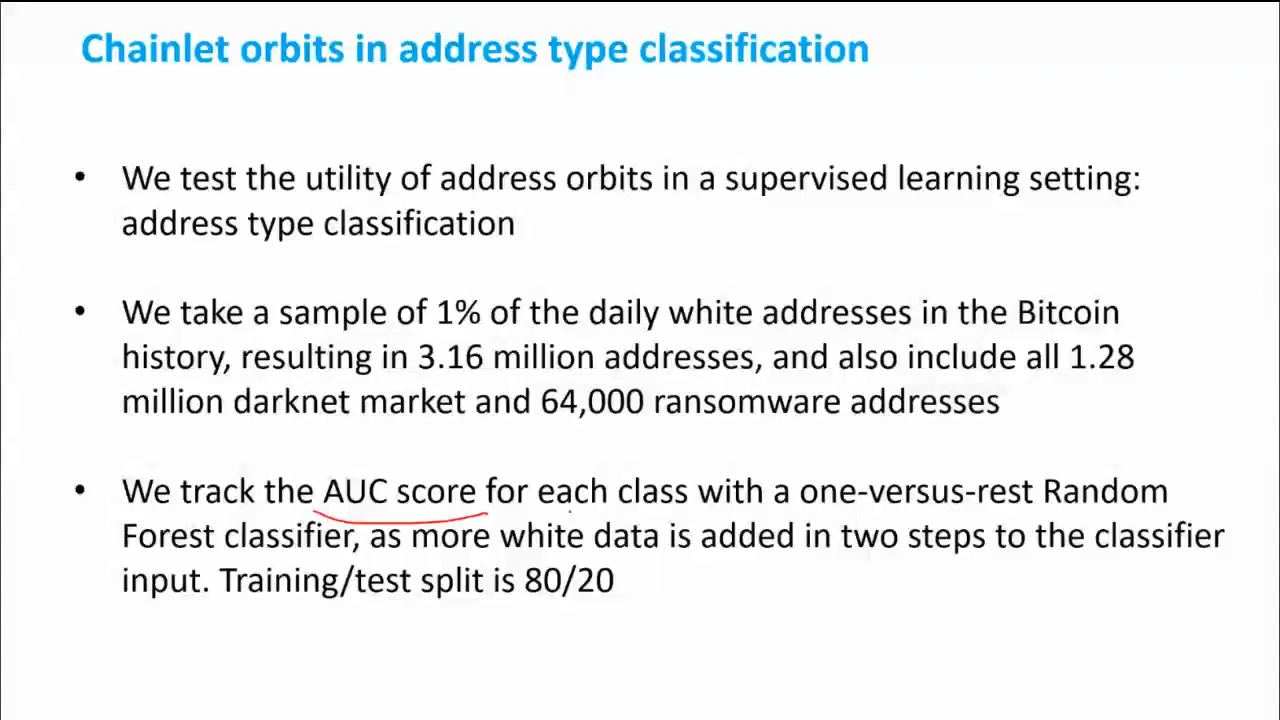 Chainlet orbits in address type classification
• We test the utility of address orbits in a supervised learning setting:
address type classification
• We take a sample of 1% of the daily white addresses in the Bitcoin
history, resulting in 3.16 million addresses, and also include all 1.28
million darknet market and 64,000 ransomware addresses
• We track the AUC score for each class with a one-versus-rest Random
Forest classifier, as more white data is added in two steps to the classifier
input. Training/test split is 80/20